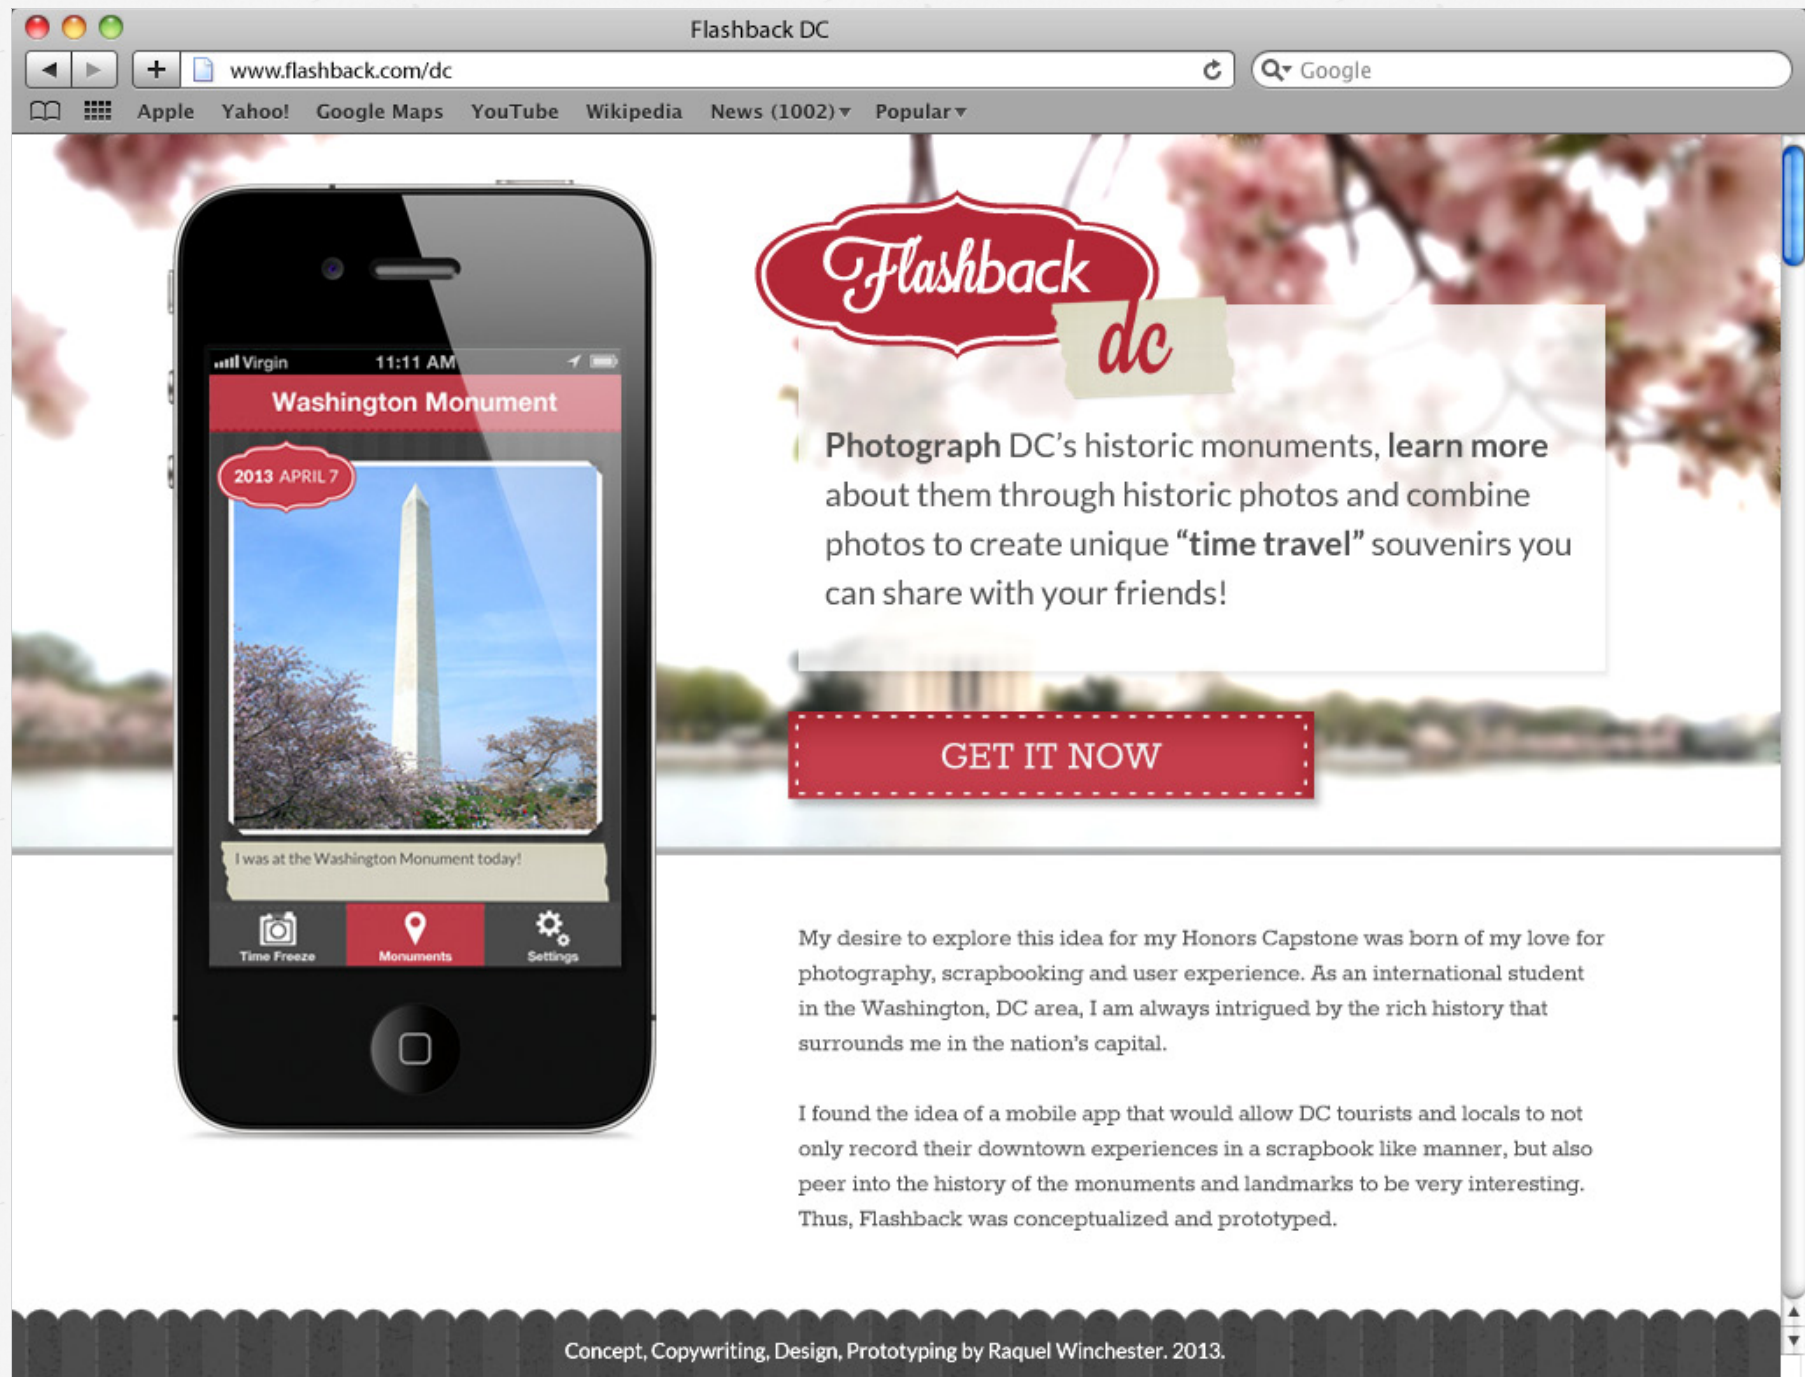 Flashback DC
www.flashback.com/dc
Google
Apple Yahoo! Google Maps YouTube Wikipedia News (1002) Popular
Flashback
dc
Virgin 11:11 AM
Washington Monument
2013 APRIL 7
I was at the Washington Monument today!
Time Freeze Monuments Settings
Photograph DC's historic monuments, learn more
about them through historic photos and combine
photos to create unique “time travel” souvenirs you
can share with your friends!
GET IT NOW
My desire to explore this idea for my Honors Capstone was born of my love for
photography, scrapbooking and user experience. As an international student
in the Washington, DC area, I am always intrigued by the rich history that
surrounds me in the nation's capital.
I found the idea of a mobile app that would allow DC tourists and locals to not
only record their downtown experiences in a scrapbook like manner, but also
peer into the history of the monuments and landmarks to be very interesting.
Thus, Flashback was conceptualized and prototyped.
Concept, Copywriting, Design, Prototyping by Raquel Winchester. 2013.